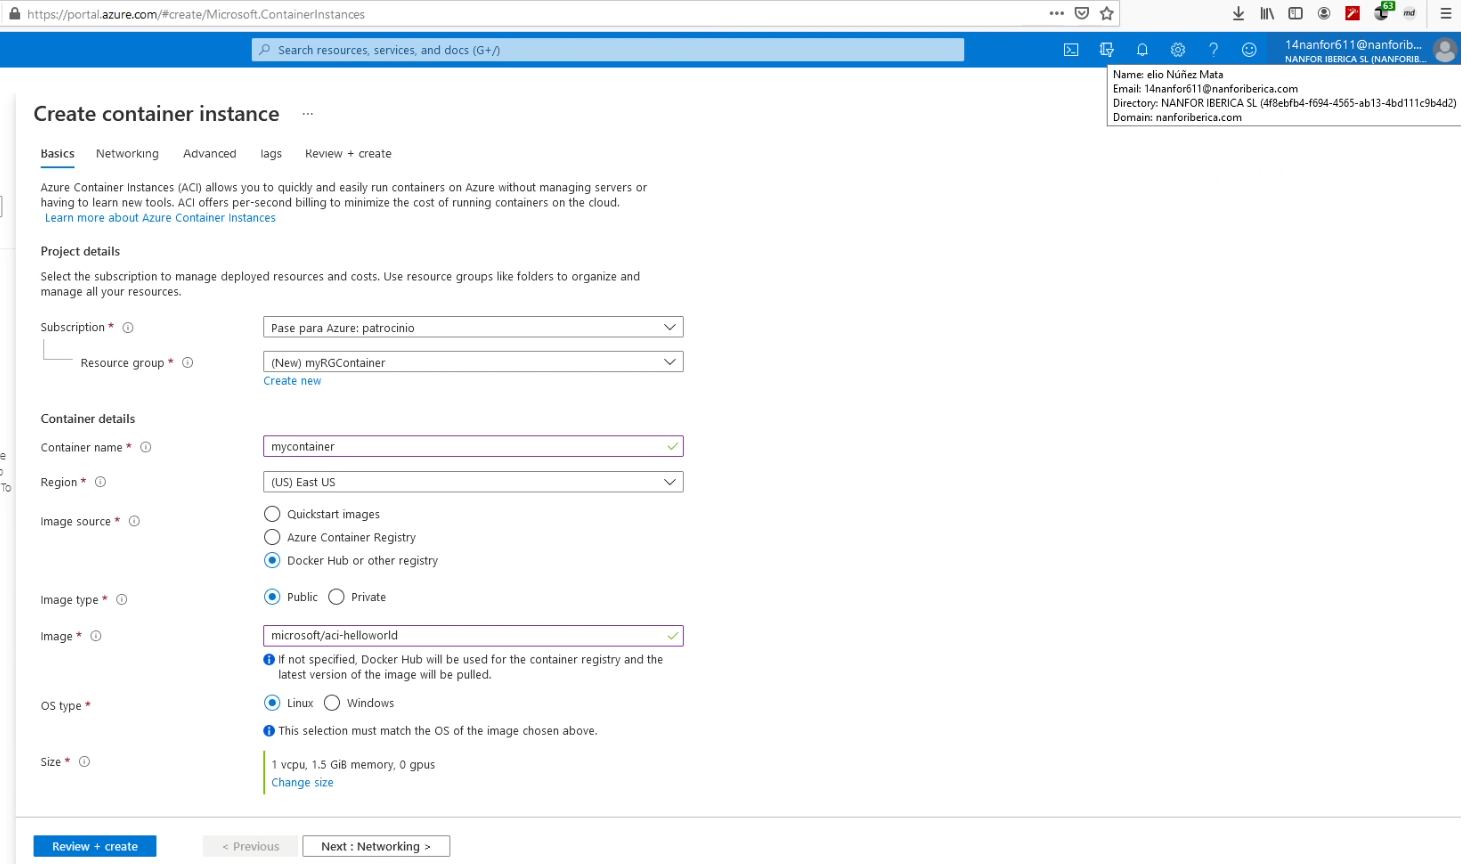 https://portal.azure.com/#create/Microsoft.ContainerInstances
63
md
Search resources, services, and docs (G+/)
14nanfor611@nanforib...
NANFOR IBERICA SL (NANFORIB...
Name: elio Núñez Mata
Email: 14nanfor611@nanforiberica.com
Directory: NANFOR IBERICA SL (4f8ebfb4-f694-4565-ab13-4bd111c9b4d2)
Domain: nanforiberica.com
Create container instance ...
Basics Networking Advanced Tags Review + create
Azure Container Instances (ACI) allows you to quickly and easily run containers on Azure without managing servers or
having to learn new tools. ACI offers per-second billing to minimize the cost of running containers on the cloud.
Learn more about Azure Container Instances
Project details
Select the subscription to manage deployed resources and costs. Use resource groups like folders to organize and
manage all your resources.
Subscription * Pase para Azure: patrocinio
Resource group * (New) myRGContainer
Create new
Container details
Container name * mycontainer
Region * (US) East US
Image source * Quickstart images
Azure Container Registry
Docker Hub or other registry
Image type * Public Private
Image * microsoft/aci-helloworld
If not specified, Docker Hub will be used for the container registry and the
latest version of the image will be pulled.
OS type * Linux Windows
This selection must match the OS of the image chosen above.
Size * 1 vcpu, 1.5 GiB memory, 0 gpus
Change size
To
Review + create < Previous Next : Networking >